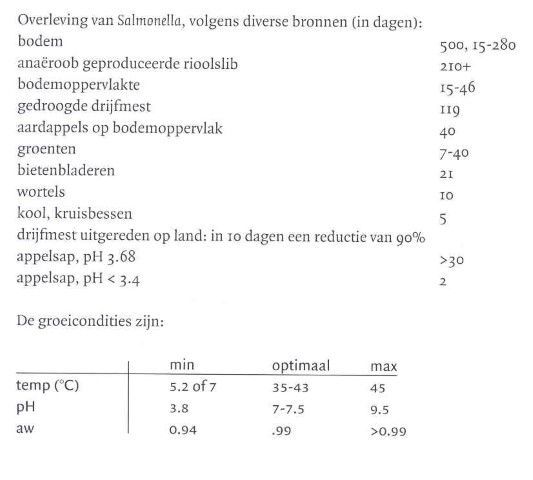 Overleving van Salmonella, volgens diverse bronnen (in dagen):
bodem 500, 15-280
anaëroob geproduceerde rioolslib 210+
bodemoppervlakte 15-46
gedroogde drijfmest 119
aardappels op bodemoppervlak 40
groenten 7-40
bietenbladeren 21
wortels 10
kool, kruisbessen 5
drijfmest uitgereden op land: in 10 dagen een reductie van 90%
appelsap, pH 3.68 >30
appelsap, pH < 3.4 2
De groeicondities zijn:
min optimaal max
temp (°C) 5.2 of 7 35-43 45
pH 3.8 7-7.5 9.5
aw 0.94 .99 >0.99